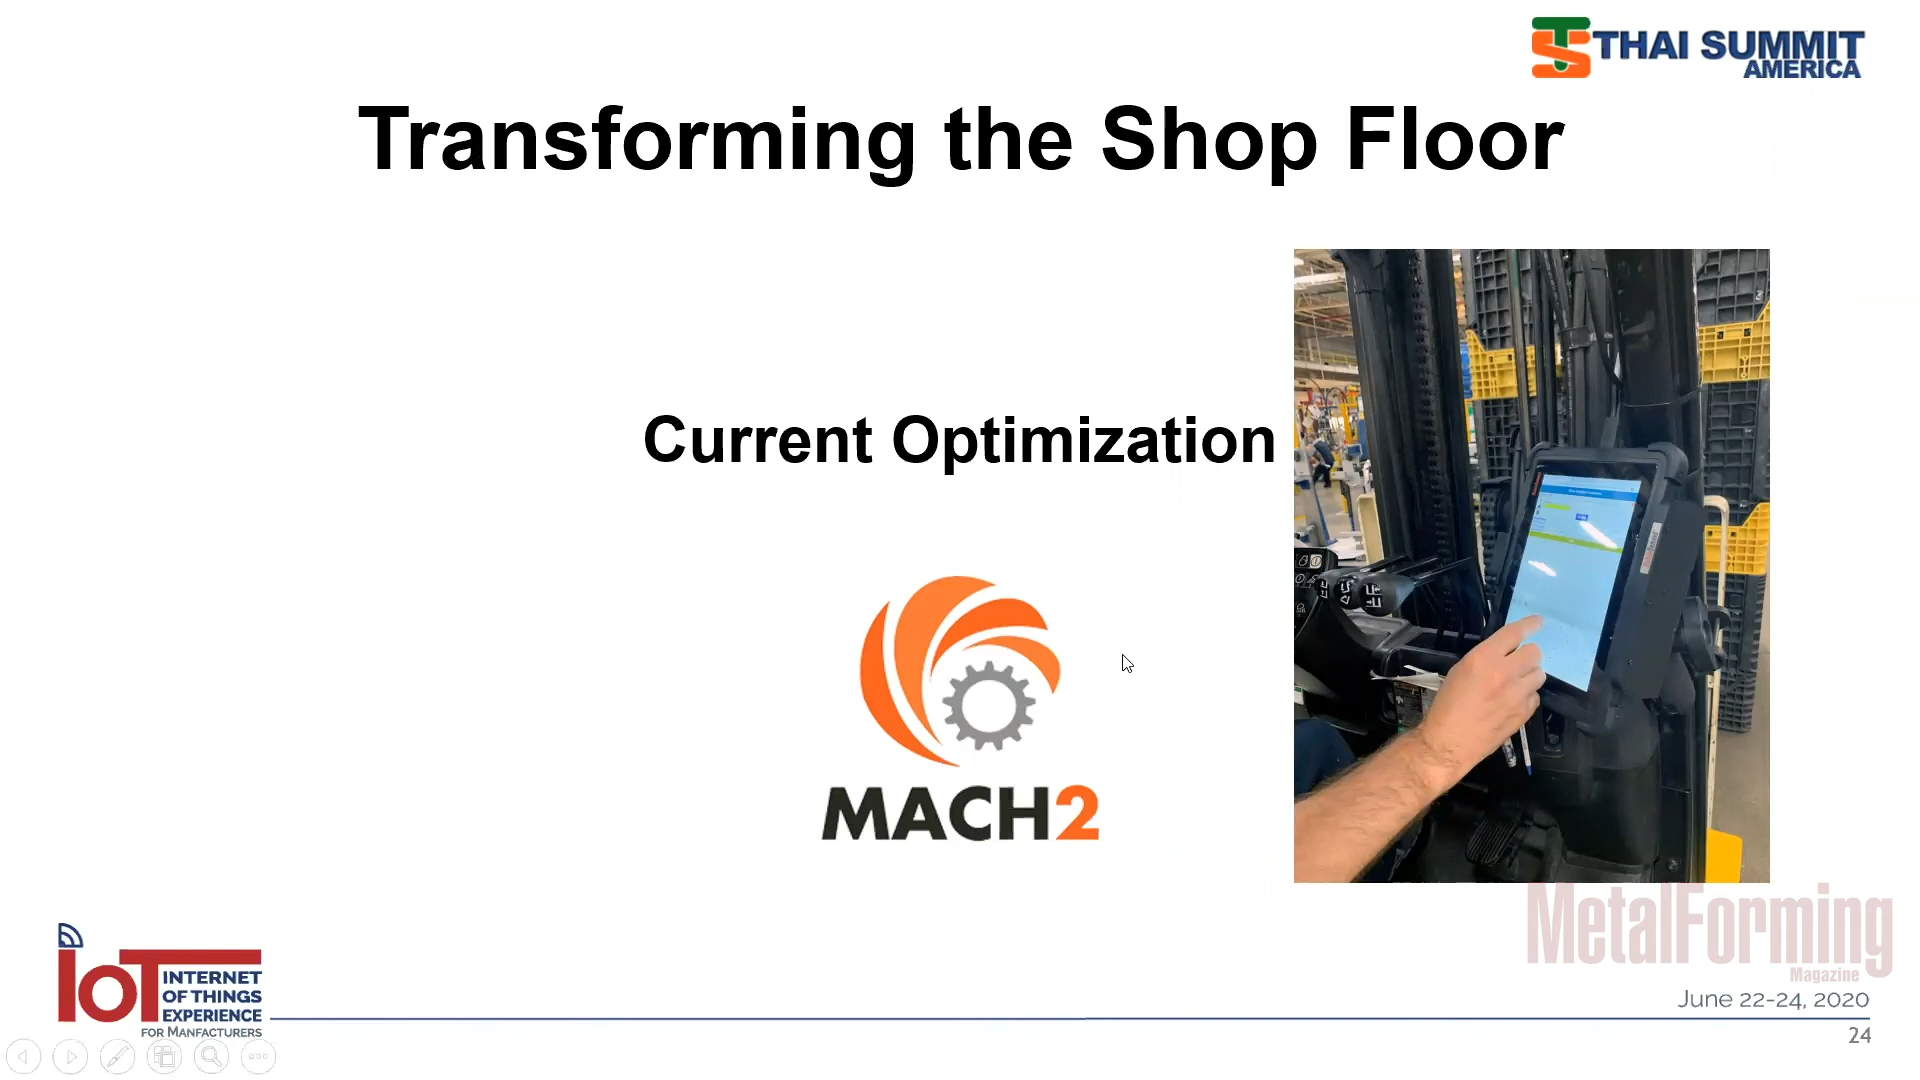 THAI SUMMIT
AMERICA
Transforming the Shop Floor
Current Optimization
MACH2
MetalForming
Magazine
IoT INTERNET
OF THINGS
EXPERIENCE
FOR MANFACTURERS
June 22-24, 2020
24